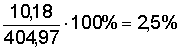 10,18
404,97 · 100% = 2,5%